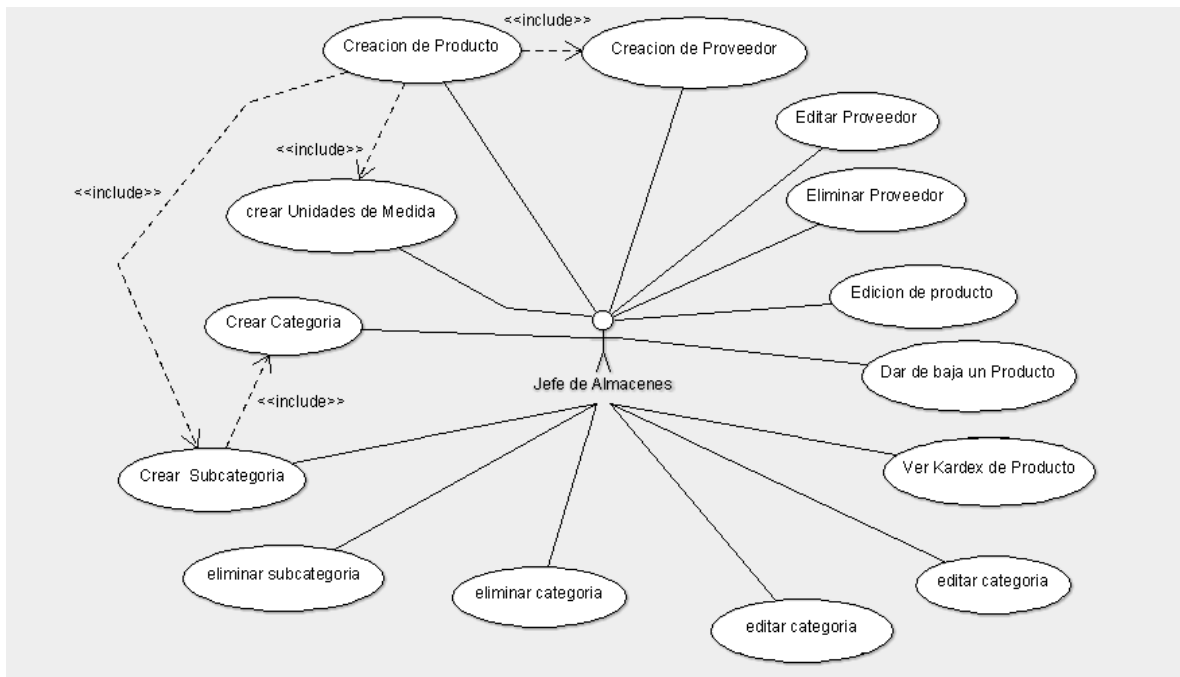 <<include>>
Creacion de Producto
Creacion de Proveedor
Editar Proveedor
<<include>>
<<include>>
Eliminar Proveedor
crear Unidades de Medida
Edicion de producto
Crear Categoria
Dar de baja un Producto
Jefe de Almacenes
<<include>>
Ver Kardex de Producto
Crear Subcategoria
eliminar subcategoria
eliminar categoria
editar categoria
editar categoria